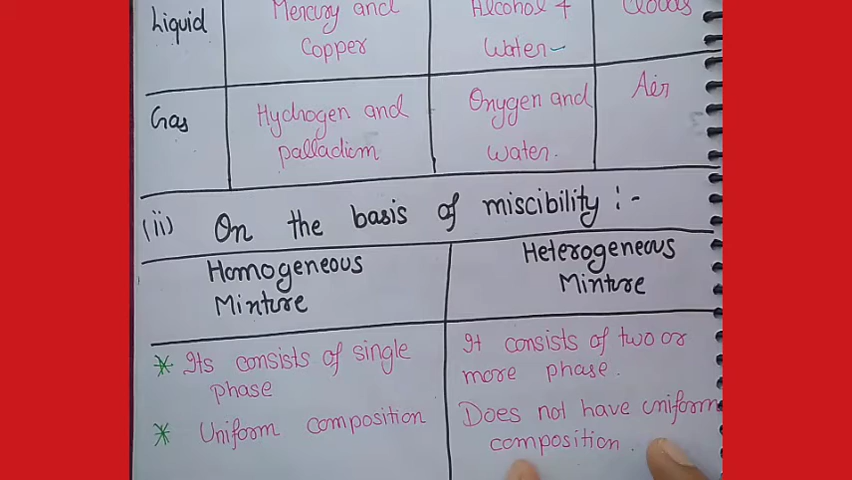 Liquid
Mercury and
Copper
Alcohol +
Water
Clouds
Gas
Hydrogen and
palladium
Oxygen and
water.
Air
(ii) On the basis of miscibility :-
Homogeneous
Mixture
Heterogeneous
Mixture
* Its consists of single
phase
It consists of two or
more phase.
* Uniform composition
Does not have uniform
composition.